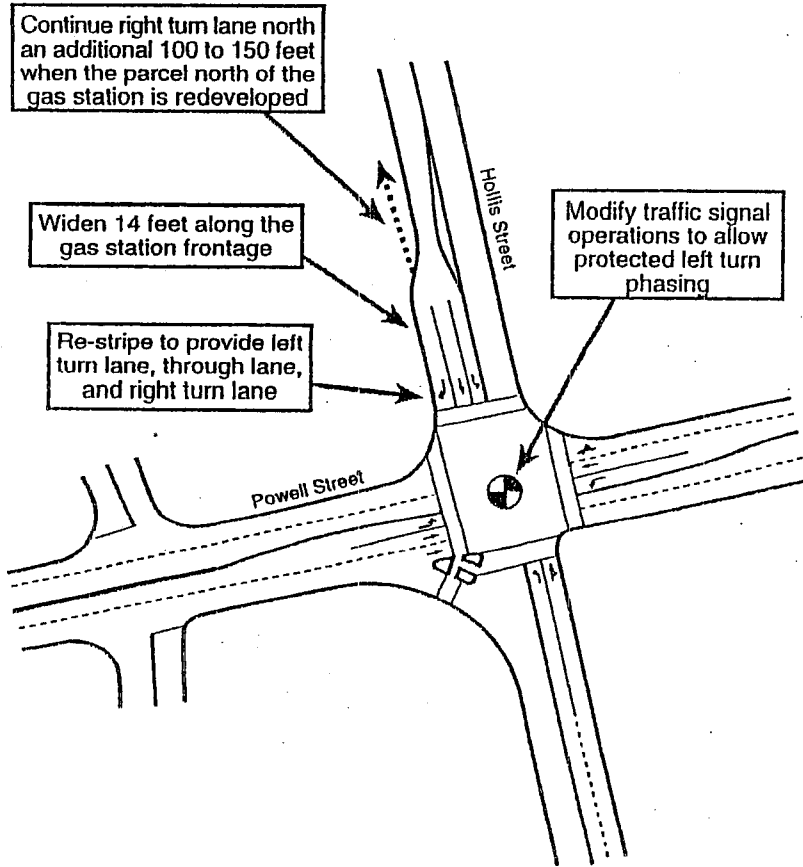 Continue right turn lane north
an additional 100 to 150 feet
when the parcel north of the
gas station is redeveloped
Hollis Street
Widen 14 feet along the
gas station frontage
Modify traffic signal
operations to allow
protected left turn
phasing
Re-stripe to provide left
turn lane, through lane,
and right turn lane
Powell Street